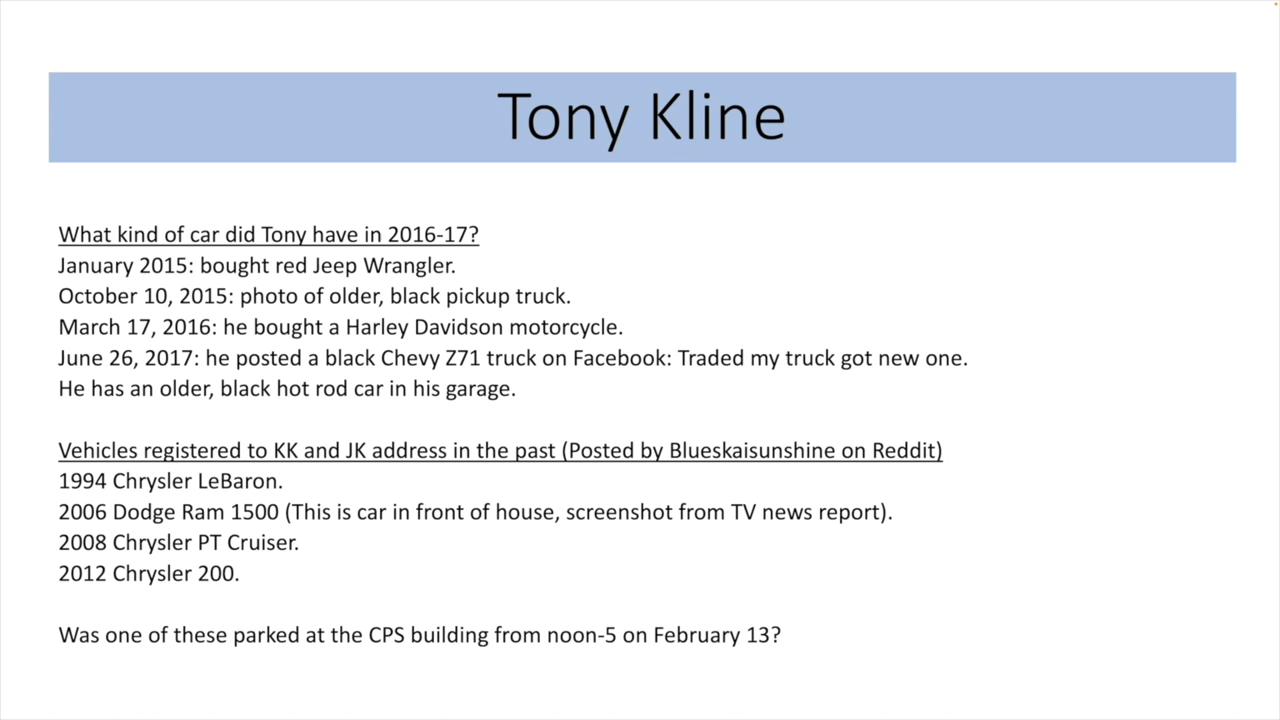 Tony Kline
What kind of car did Tony have in 2016-17?
January 2015: bought red Jeep Wrangler.
October 10, 2015: photo of older, black pickup truck.
March 17, 2016: he bought a Harley Davidson motorcycle.
June 26, 2017: he posted a black Chevy Z71 truck on Facebook: Traded my truck got new one.
He has an older, black hot rod car in his garage.
Vehicles registered to KK and JK address in the past (Posted by Blueskaisunshine on Reddit)
1994 Chrysler LeBaron.
2006 Dodge Ram 1500 (This is car in front of house, screenshot from TV news report).
2008 Chrysler PT Cruiser.
2012 Chrysler 200.
Was one of these parked at the CPS building from noon-5 on February 13?